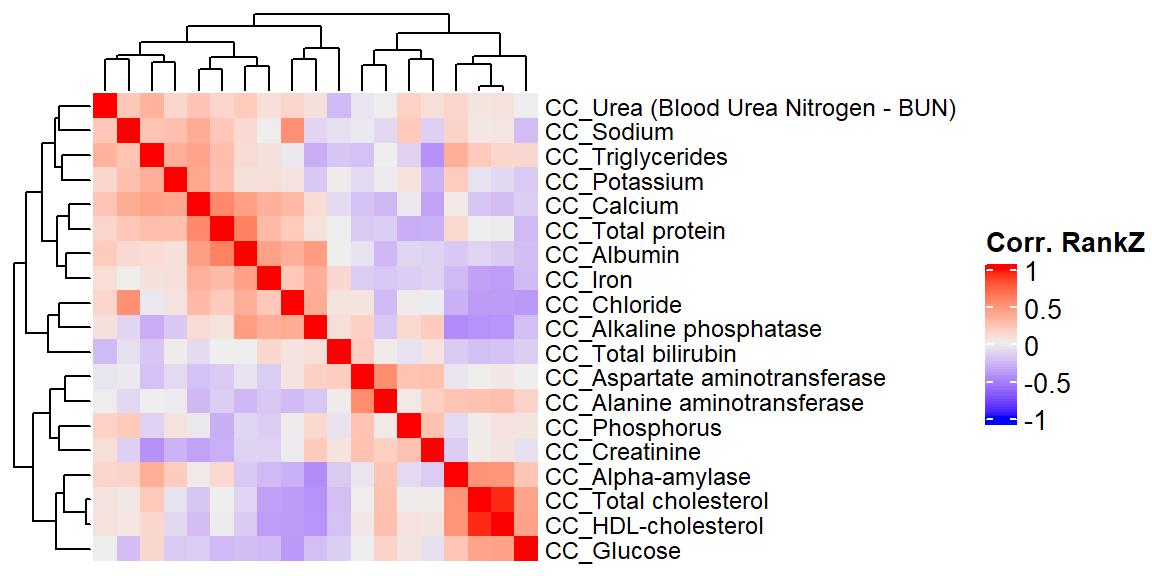 CC_Urea (Blood Urea Nitrogen - BUN)
CC_Sodium
CC_Triglycerides
CC_Potassium
CC_Calcium
CC_Total protein
CC_Albumin
CC_Iron
CC_Chloride
CC_Alkaline phosphatase
CC_Total bilirubin
CC_Aspartate aminotransferase
CC_Alanine aminotransferase
CC_Phosphorus
CC_Creatinine
CC_Alpha-amylase
CC_Total cholesterol
CC_HDL-cholesterol
CC_Glucose
Corr. RankZ
1
0.5
0
-0.5
-1